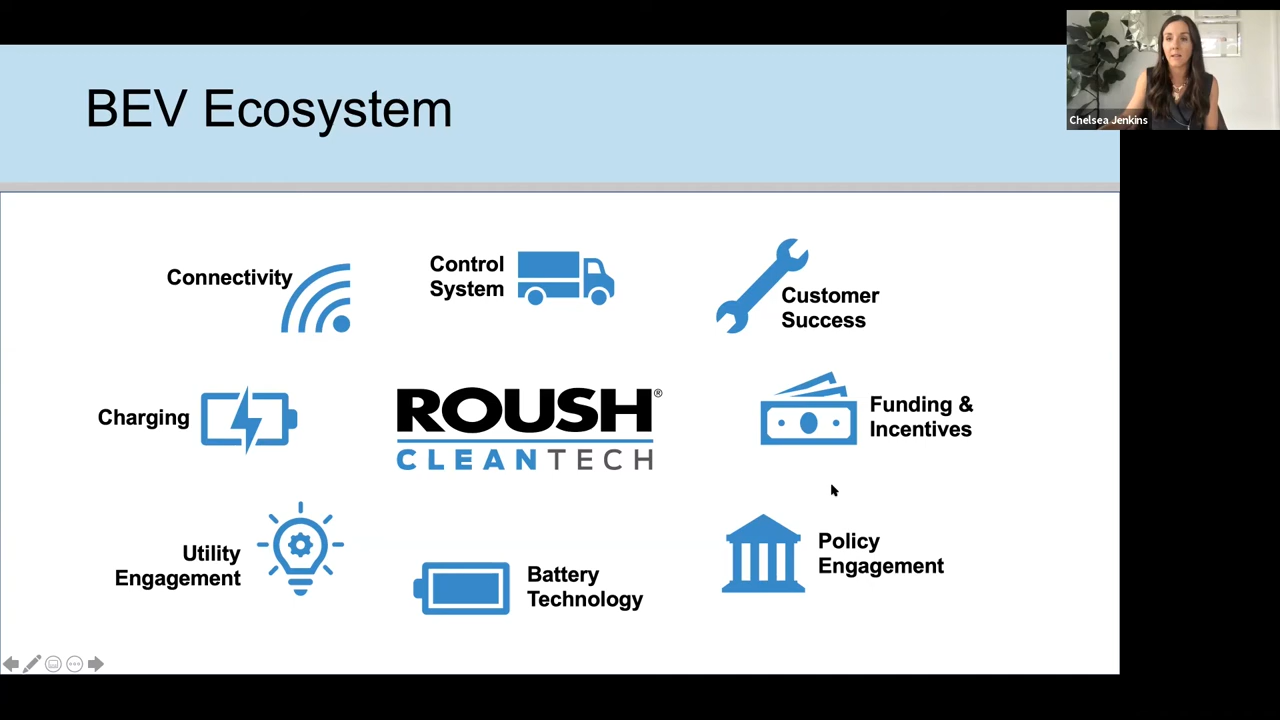 BEV Ecosystem
Chelsea Jenkins
Connectivity
Control
System
Customer
Success
Charging
ROUSH®
CLEANTECH
Funding &
Incentives
Utility
Engagement
Battery
Technology
Policy
Engagement